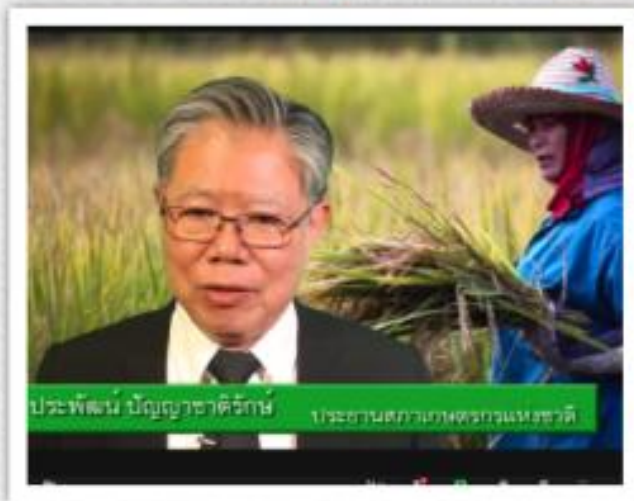 ประพัฒน์ ปัญญาชาติรักษ์ ประธานสภาเกษตรกรแห่งชาติ